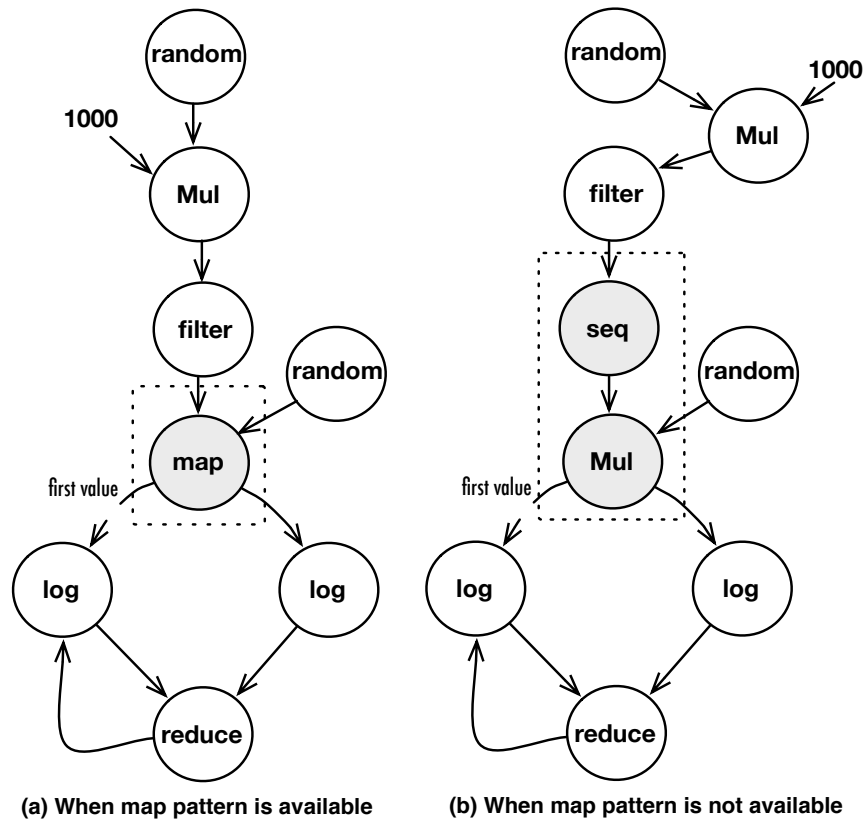 random
1000
Mul
filter
random
map
first value
log
log
reduce
(a) When map pattern is available
random
1000
Mul
filter
seq
random
Mul
first value
log
log
reduce
(b) When map pattern is not available